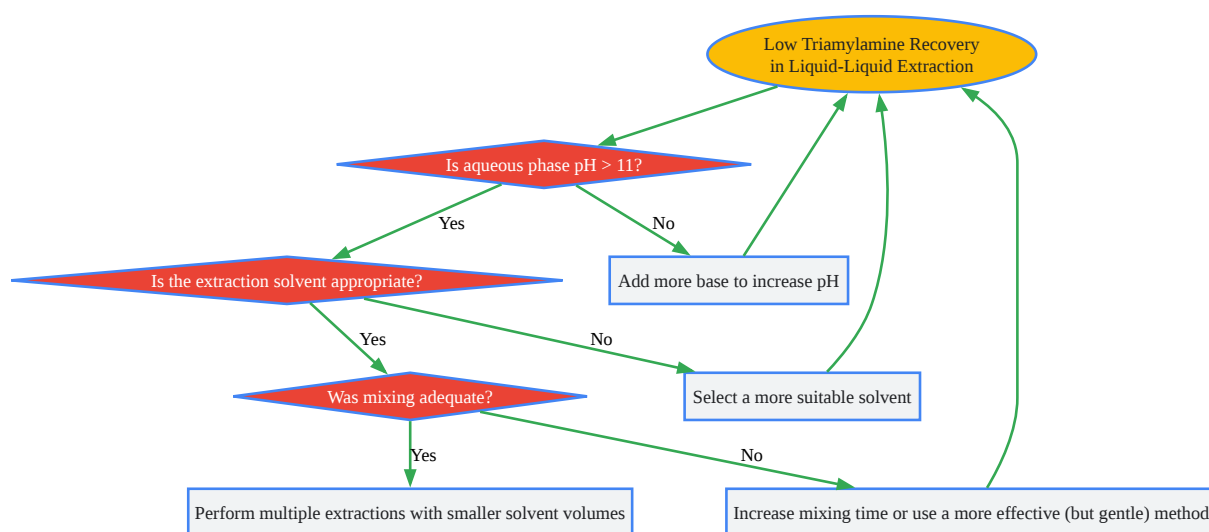 Low Triamylamine Recovery
in Liquid-Liquid Extraction
Is aqueous phase pH > 11?
Yes
No
Is the extraction solvent appropriate?
Add more base to increase pH
Yes
No
Was mixing adequate?
Select a more suitable solvent
Yes
No
Perform multiple extractions with smaller solvent volumes
Increase mixing time or use a more effective (but gentle) method